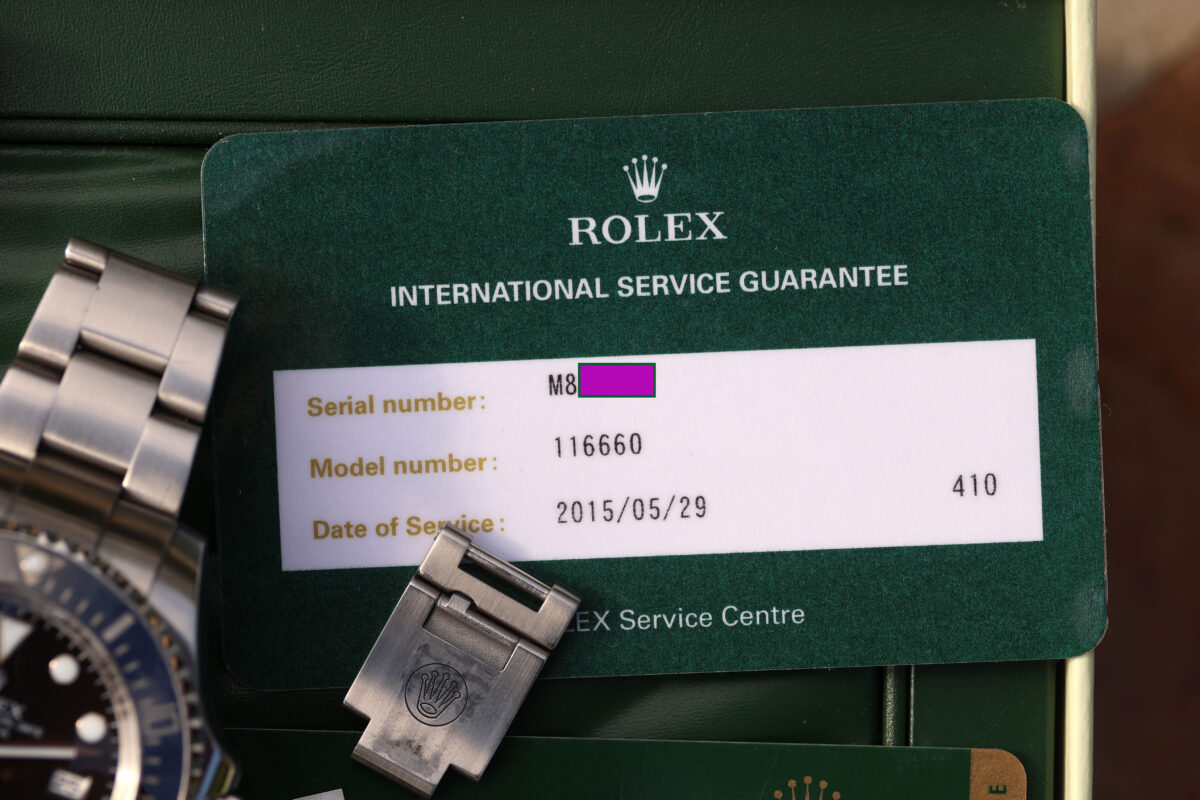 ROLEX
INTERNATIONAL SERVICE GUARANTEE
Serial number: M8
Model number: 116660
Date of Service: 2015/05/29 410
LEX Service Centre
E